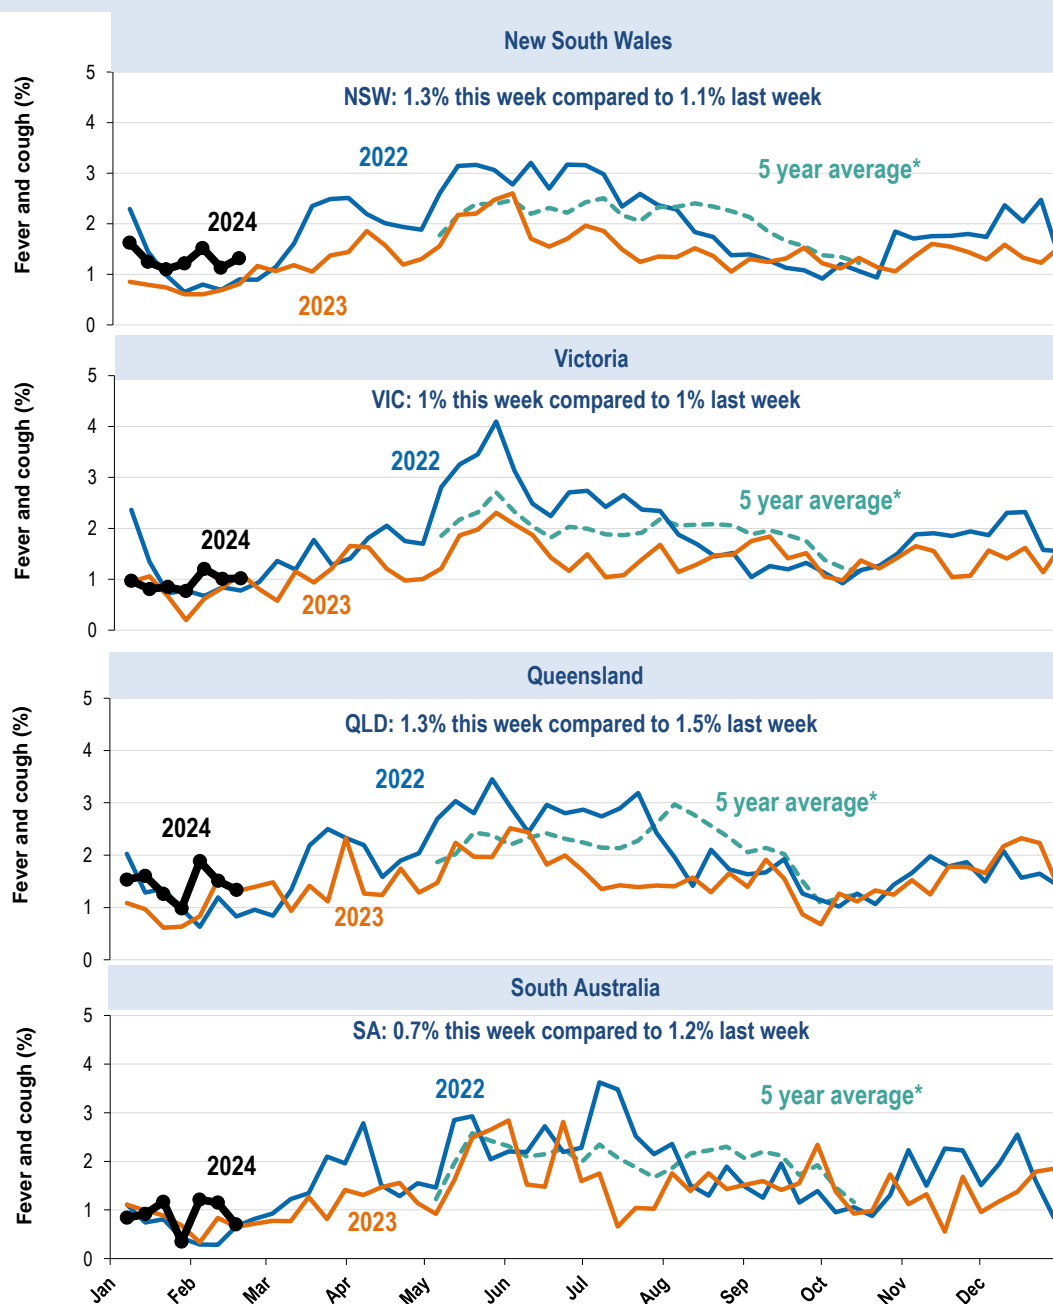 New South Wales
NSW: 1.3% this week compared to 1.1% last week
Fever and cough (%)
5
4
3
2
1
0
2022
5 year average*
2024
2023
Victoria
VIC: 1% this week compared to 1% last week
Fever and cough (%)
5
4
3
2
1
0
2022
5 year average*
2024
2023
Queensland
QLD: 1.3% this week compared to 1.5% last week
Fever and cough (%)
5
4
3
2
1
0
2022
5 year average*
2024
2023
South Australia
SA: 0.7% this week compared to 1.2% last week
Fever and cough (%)
5
4
3
2
1
0
2022
5 year average*
2024
2023
Jan Feb Mar Apr May Jun Jul Aug Sep Oct Nov Dec